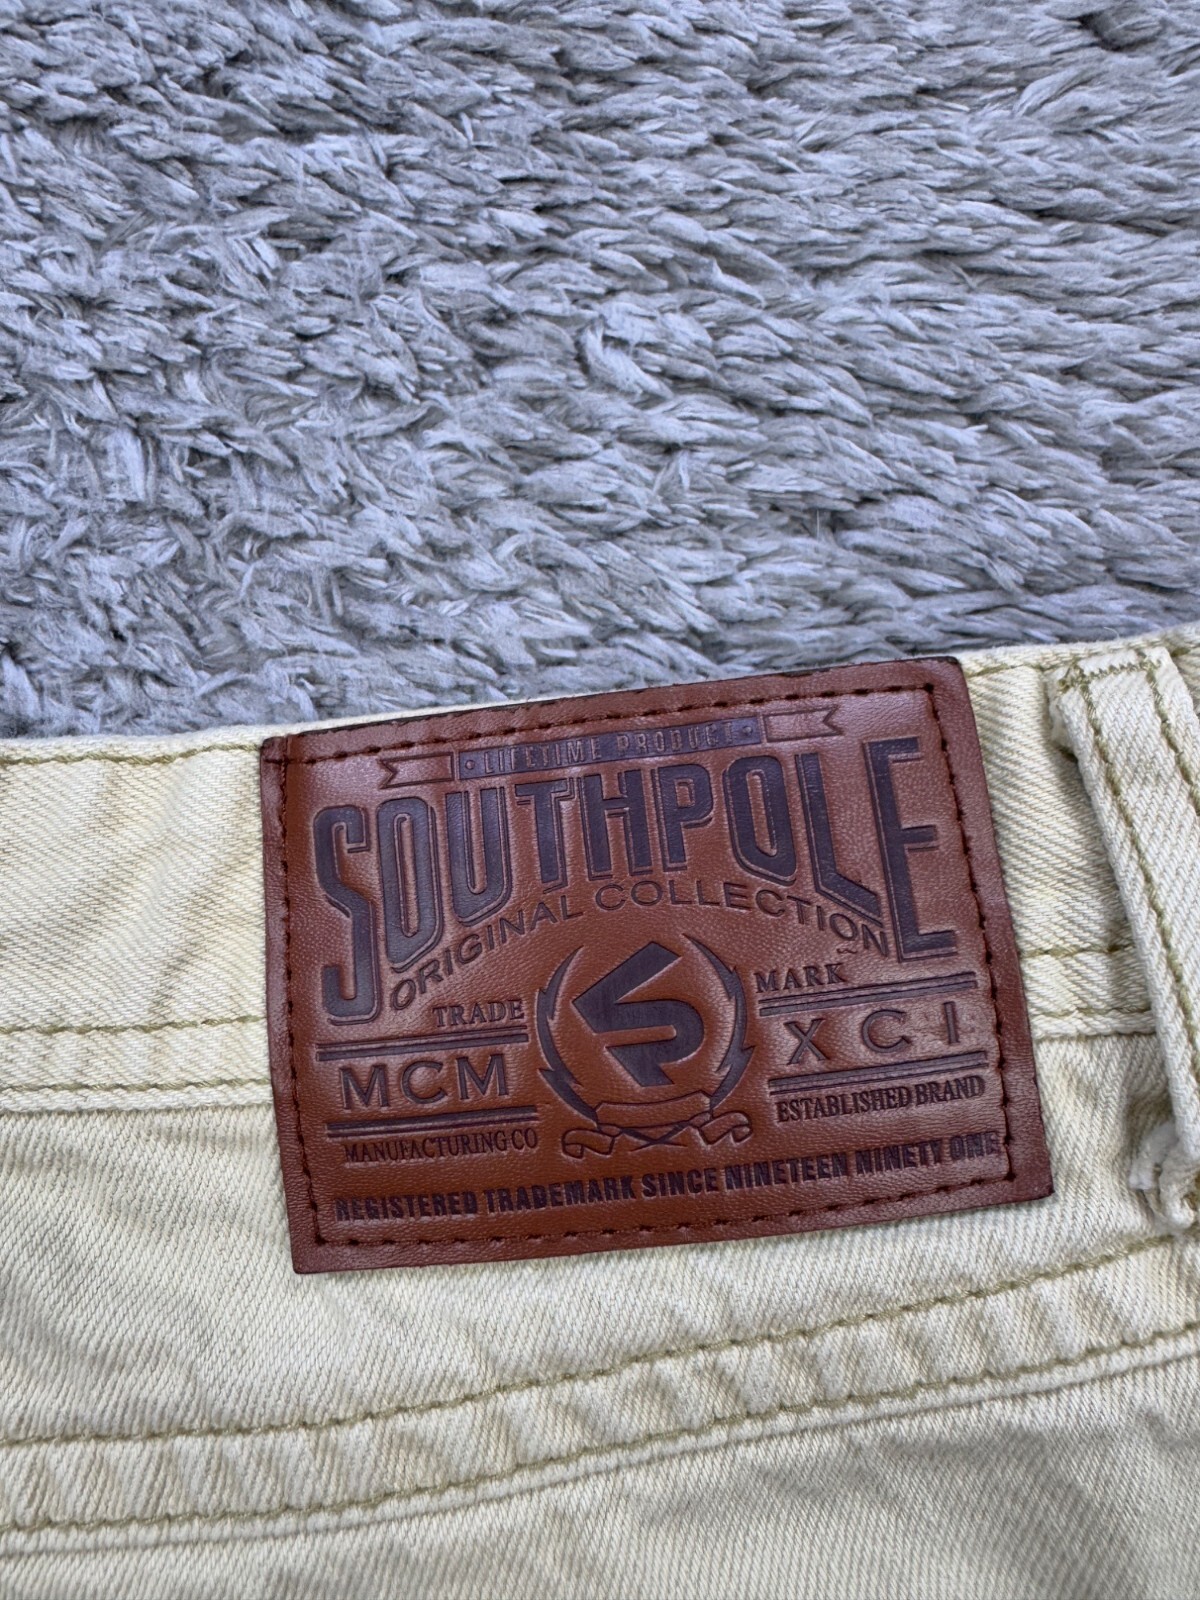 LIFETIME PRODUCT
SOUTHPOLE
ORIGINAL COLLECTION
TRADE MARK
MCM XCI
MANUFACTURING CO ESTABLISHED BRAND
REGISTERED TRADEMARK SINCE NINETEEN NINETY ONE